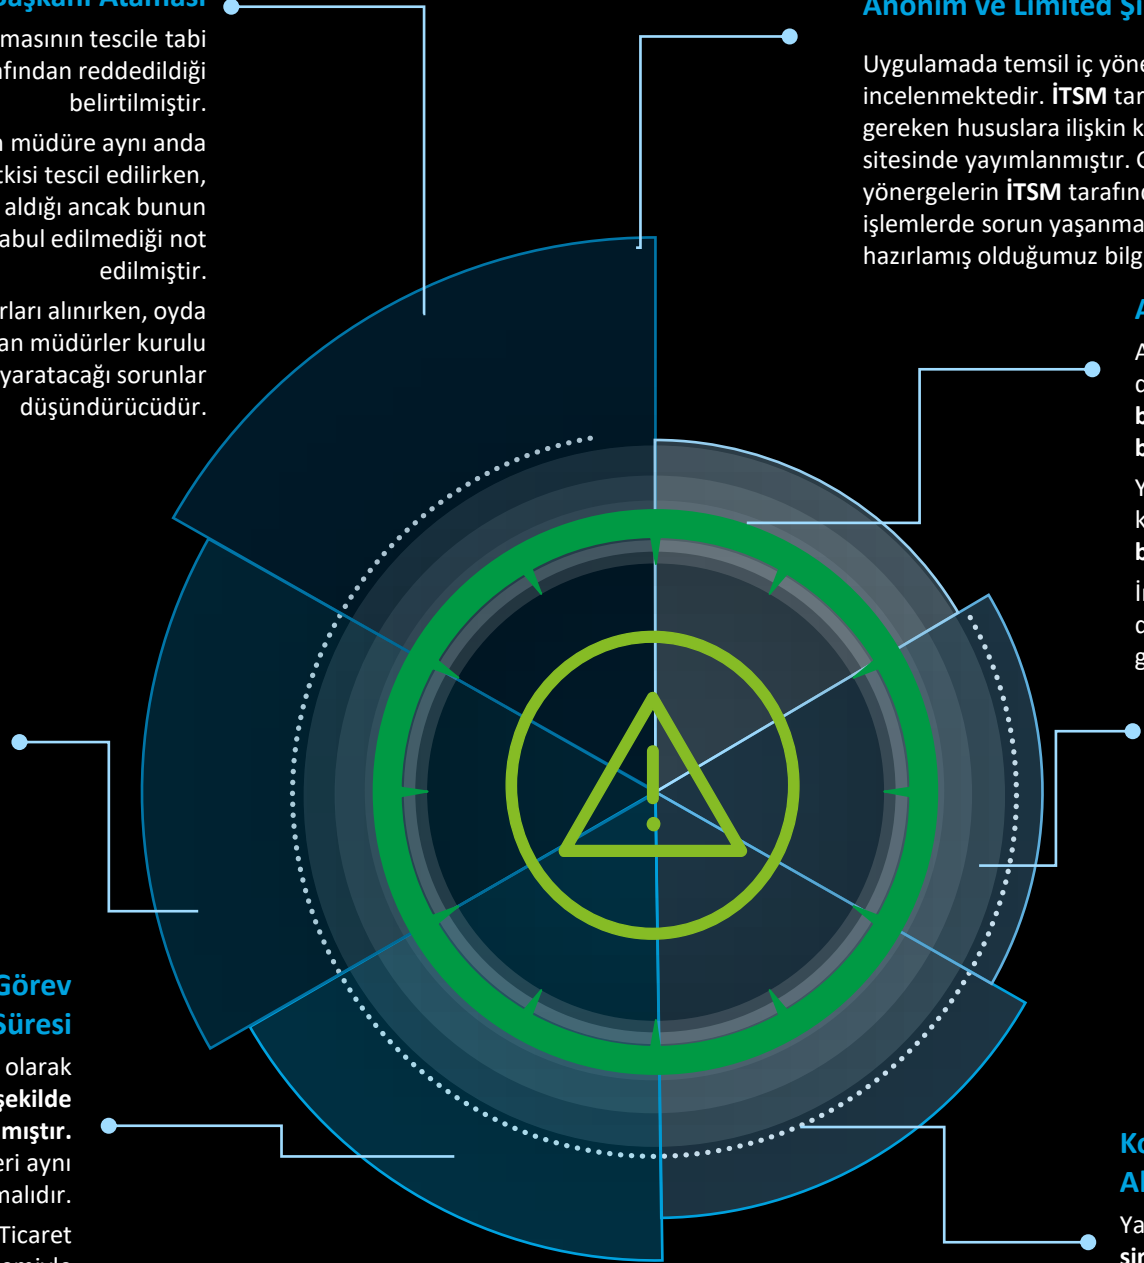 Başkanı Ataması
masının tescile tabi
afından reddedildiği
belirtilmiştir.
müdüre aynı anda
tkisi tescil edilirken,
aldığı ancak bunun
abul edilmediği not
edilmiştir.
rları alınırken, oyda
an müdürler kurulu
yaratacağı sorunlar
düşündürücüdür.
Anonim ve Limited Şi
Uygulamada temsil iç yöne
incelenmektedir. İTSM tar
gereken hususlara ilişkin k
sitesinde yayımlanmıştır.
yönergelerin İTSM tarafınd
işlemlerde sorun yaşanma
hazırlamış olduğumuz bilg
A
A
d
b
b
Y
k
b
İ
d
g
Görev
Süresi
olarak
şekilde
mıştır.
eri aynı
malıdır.
Ticaret
Ko
Al
Ya
şir